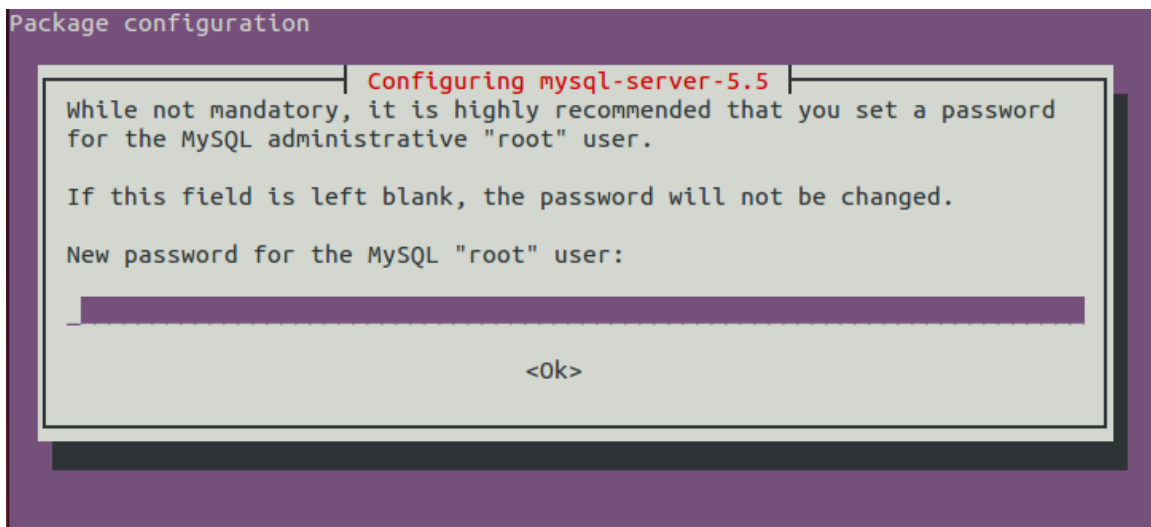 Package configuration
Configuring mysql-server-5.5
While not mandatory, it is highly recommended that you set a password
for the MySQL administrative "root" user.
If this field is left blank, the password will not be changed.
New password for the MySQL "root" user:
<Ok>